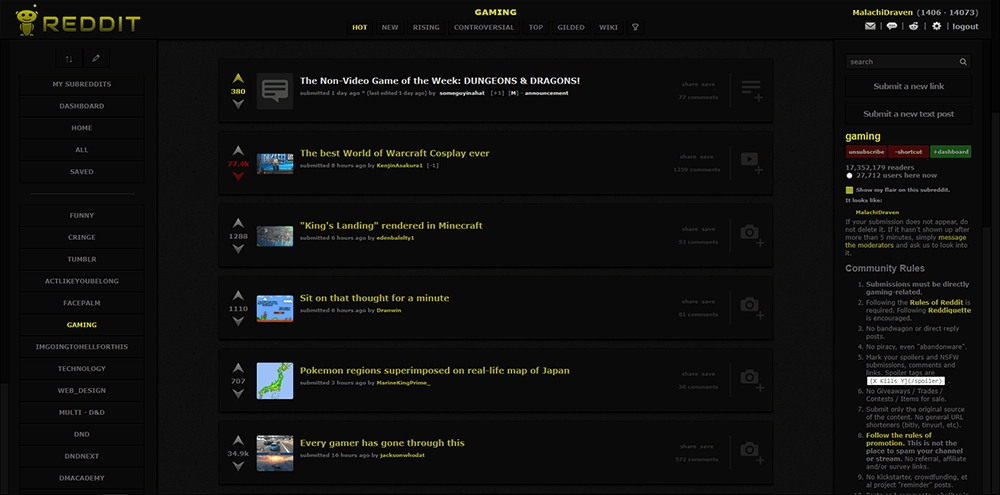 REDDIT
GAMING
HOT NEW RISING CONTROVERSIAL TOP GILDED WIKI
MalachiDraven (1406 · 14073)
| logout
MY SUBREDDITS
DASHBOARD
HOME
ALL
SAVED
FUNNY
CRINGE
TUMBLR
ACTLIKEYOUBELONG
FACEPALM
GAMING
IMGOINGTOHELLFORTHIS
TECHNOLOGY
WEB_DESIGN
MULTI - D&D
DND
DNDNEXT
DMACADEMY
380
The Non-Video Game of the Week: DUNGEONS & DRAGONS!
submitted 1 day ago * (last edited 1 day ago) by someguyinahat [+1] [M] - announcement
share save
77 comments
77.4k
The best World of Warcraft Cosplay ever
submitted 8 hours ago by KenjinAsakura1 [-1]
share save
1259 comments
1288
"King's Landing" rendered in Minecraft
submitted 6 hours ago by edenbalelty1
share save
93 comments
1110
Sit on that thought for a minute
submitted 8 hours ago by Dranwin
share save
81 comments
707
Pokemon regions superimposed on real-life map of Japan
submitted 3 hours ago by MarineKingPrime_
share save
36 comments
34.9k
Every gamer has gone through this
submitted 16 hours ago by jacksonwhodat
share save
572 comments
search
Submit a new link
Submit a new text post
gaming
unsubscribe -shortcut +dashboard
17,352,179 readers
27,712 users here now
Show my flair on this subreddit.
It looks like:
MalachiDraven
If your submission does not appear, do
not delete it. If it hasn't shown up after
more than 5 minutes, simply message
the moderators and ask us to look into
it.
Community Rules
1. Submissions must be directly
gaming-related.
2. Following the Rules of Reddit is
required. Following Reddiquette
is encouraged.
3. No bandwagon or direct reply
posts.
4. No piracy, even "abandonware".
5. Mark your spoilers and NSFW
submissions, comments and
links. Spoiler tags are
[X Kills Y](/spoiler) .
6. No Giveaways / Trades /
Contests / Items for sale.
7. Submit only the original source
of the content. No general URL
shorteners (bitly, tinyurl, etc).
8. Follow the rules of
promotion. This is not the
place to spam your channel
or stream. No referral, affiliate
and/or survey links.
9. No Kickstarter, crowdfunding, et
al project "reminder" posts.